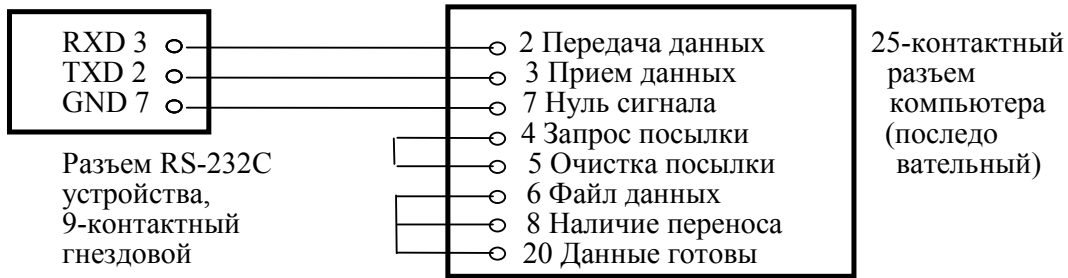 RXD 3
TXD 2
GND 7
Разъем RS-232C
устройства,
9-контактный
гнездовой
2 Передача данных
3 Прием данных
7 Нуль сигнала
4 Запрос посылки
5 Очистка посылки
6 Файл данных
8 Наличие переноса
20 Данные готовы
25-контактный
разъем
компьютера
(последо
вательный)